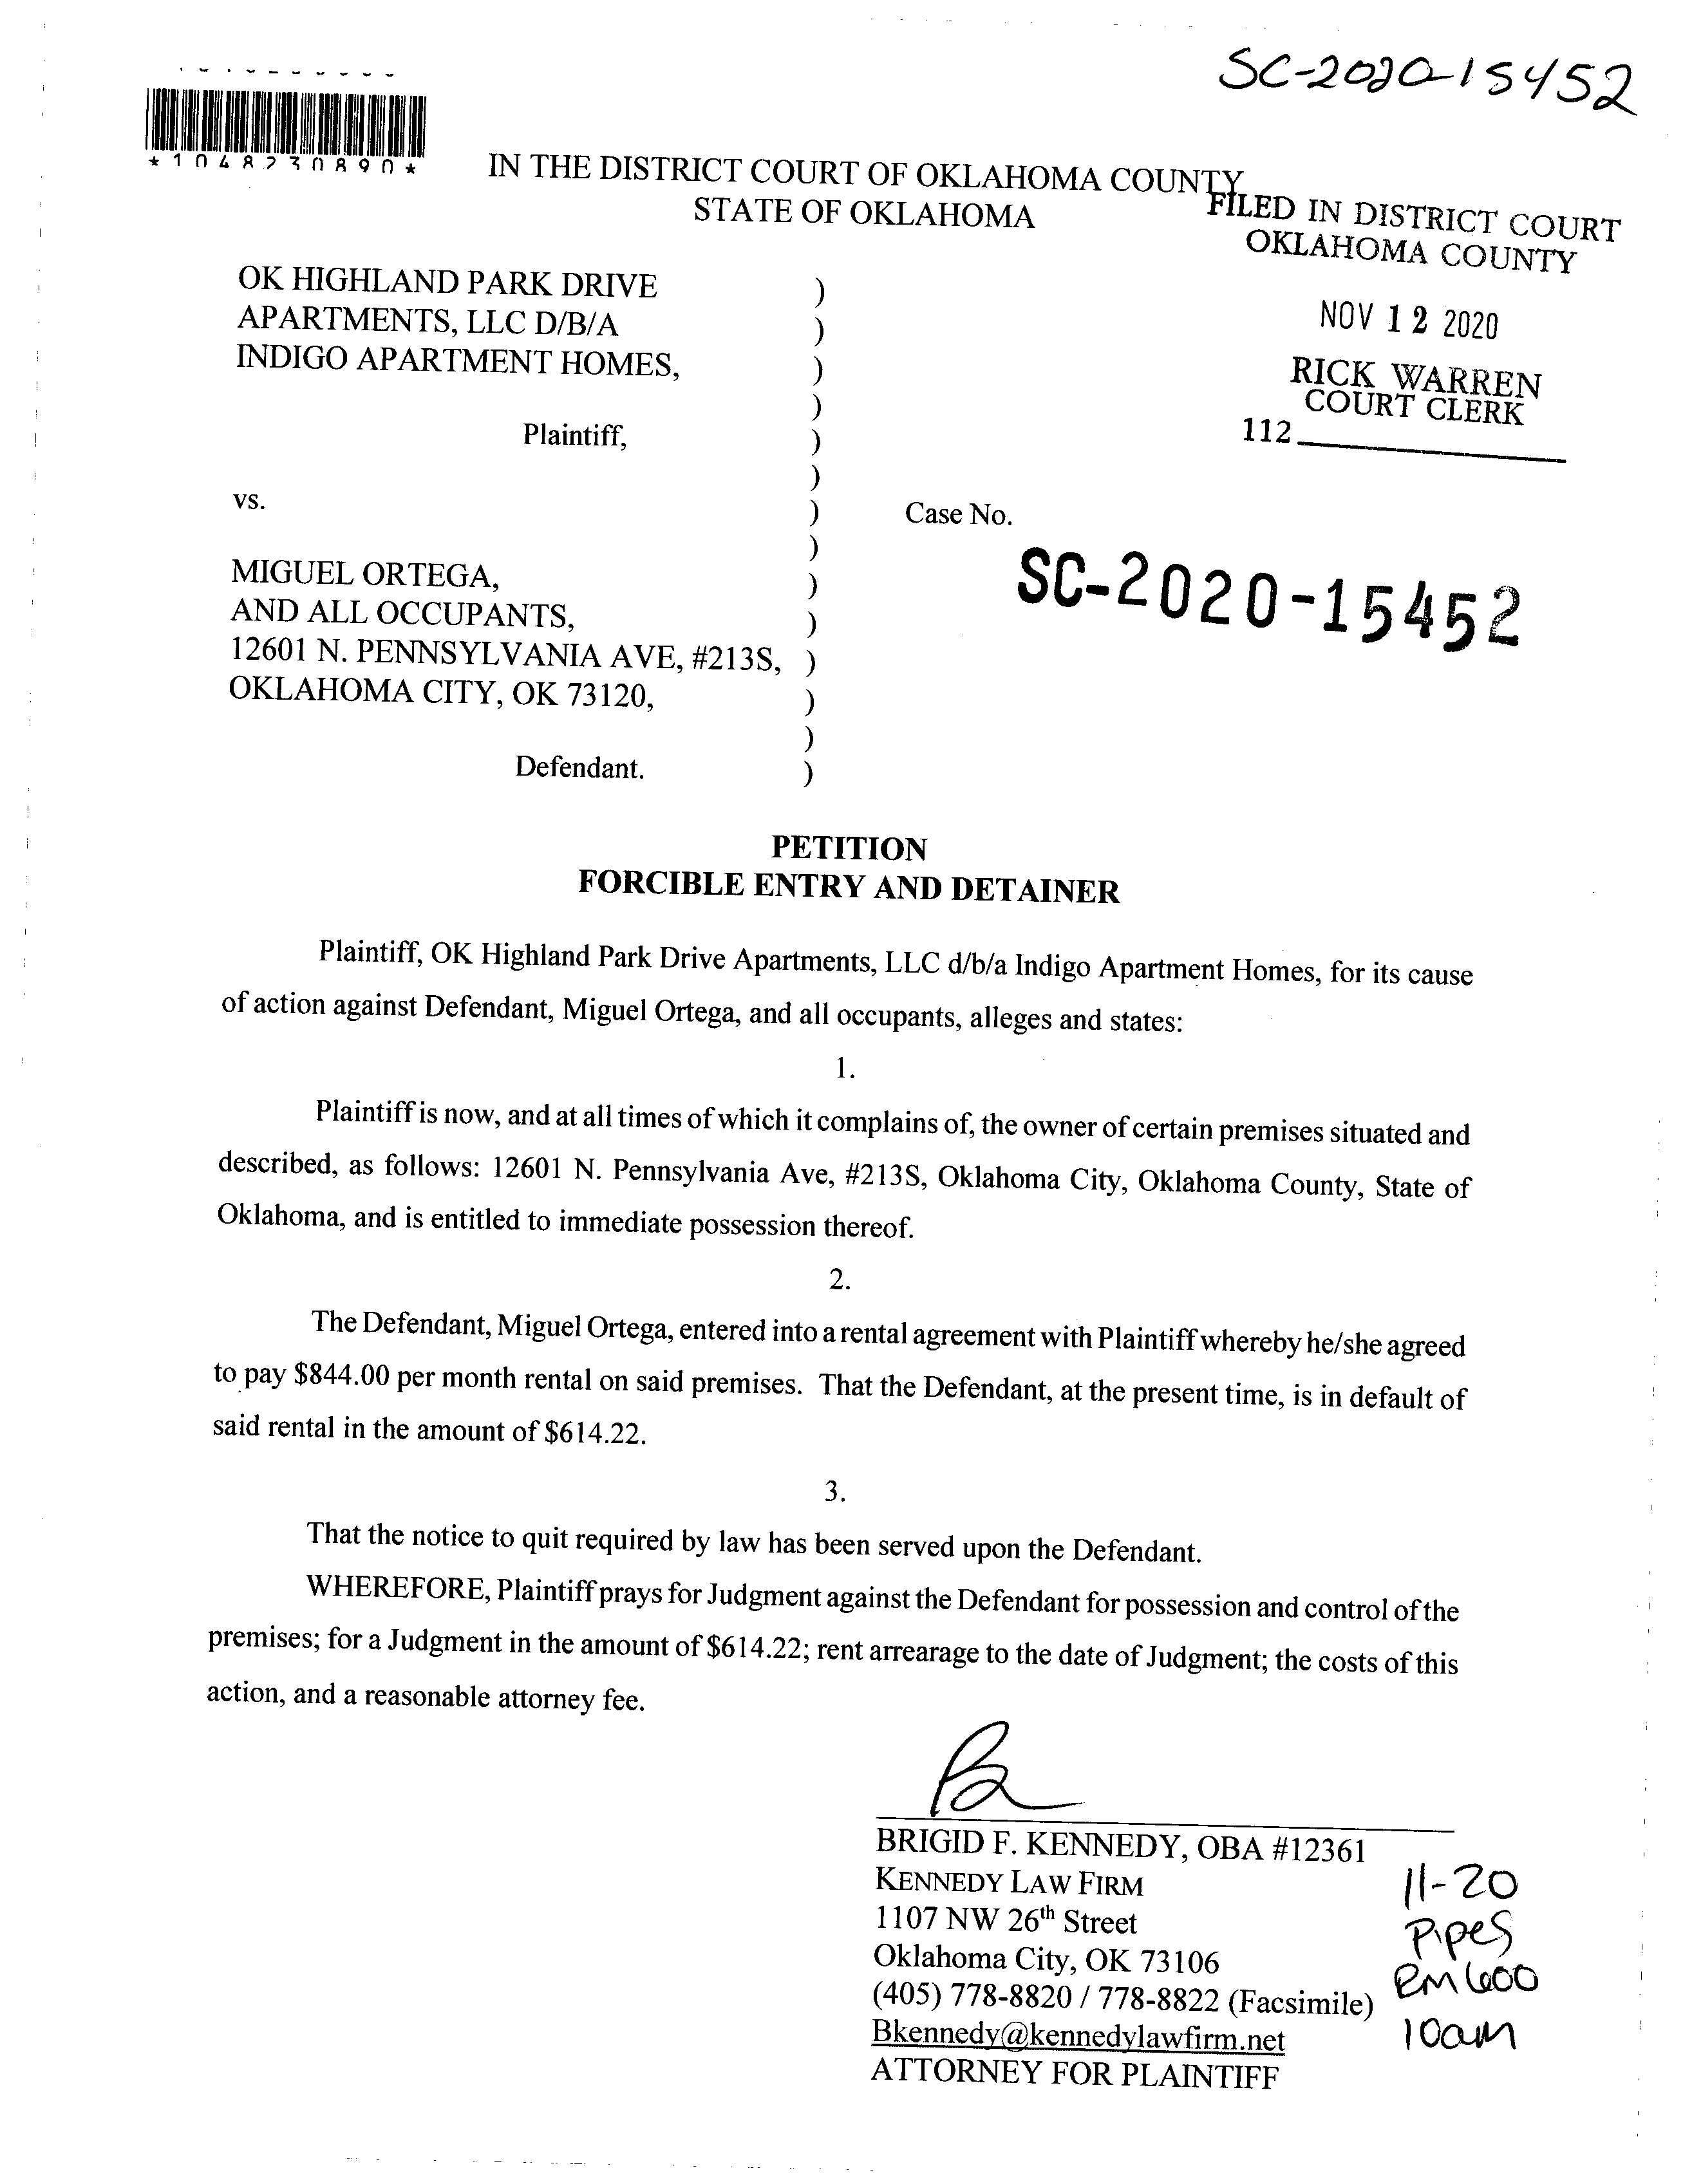 SC-2020-15452
*1048230890*
IN THE DISTRICT COURT OF OKLAHOMA COUNTY
STATE OF OKLAHOMA
FILED IN DISTRICT COURT
OKLAHOMA COUNTY
NOV 12 2020
RICK WARREN
COURT CLERK
112
OK HIGHLAND PARK DRIVE )
APARTMENTS, LLC D/B/A )
INDIGO APARTMENT HOMES, )
)
Plaintiff, )
)
vs. ) Case No.
)
SC-2020-15452
MIGUEL ORTEGA, )
AND ALL OCCUPANTS, )
12601 N. PENNSYLVANIA AVE, #213S, )
OKLAHOMA CITY, OK 73120, )
)
Defendant. )
PETITION
FORCIBLE ENTRY AND DETAINER
Plaintiff, OK Highland Park Drive Apartments, LLC d/b/a Indigo Apartment Homes, for its cause
of action against Defendant, Miguel Ortega, and all occupants, alleges and states:
1.
Plaintiff is now, and at all times of which it complains of, the owner of certain premises situated and
described, as follows: 12601 N. Pennsylvania Ave, #213S, Oklahoma City, Oklahoma County, State of
Oklahoma, and is entitled to immediate possession thereof.
2.
The Defendant, Miguel Ortega, entered into a rental agreement with Plaintiff whereby he/she agreed
to pay $844.00 per month rental on said premises. That the Defendant, at the present time, is in default of
said rental in the amount of $614.22.
3.
That the notice to quit required by law has been served upon the Defendant.
WHEREFORE, Plaintiff prays for Judgment against the Defendant for possession and control of the
premises; for a Judgment in the amount of $614.22; rent arrearage to the date of Judgment; the costs of this
action, and a reasonable attorney fee.
BRIGID F. KENNEDY, OBA #12361
KENNEDY LAW FIRM
1107 NW 26th Street
Oklahoma City, OK 73106
(405) 778-8820 / 778-8822 (Facsimile)
Bkennedy@kennedylawfirm.net
ATTORNEY FOR PLAINTIFF
11-20
Pipes
RM 600
10am